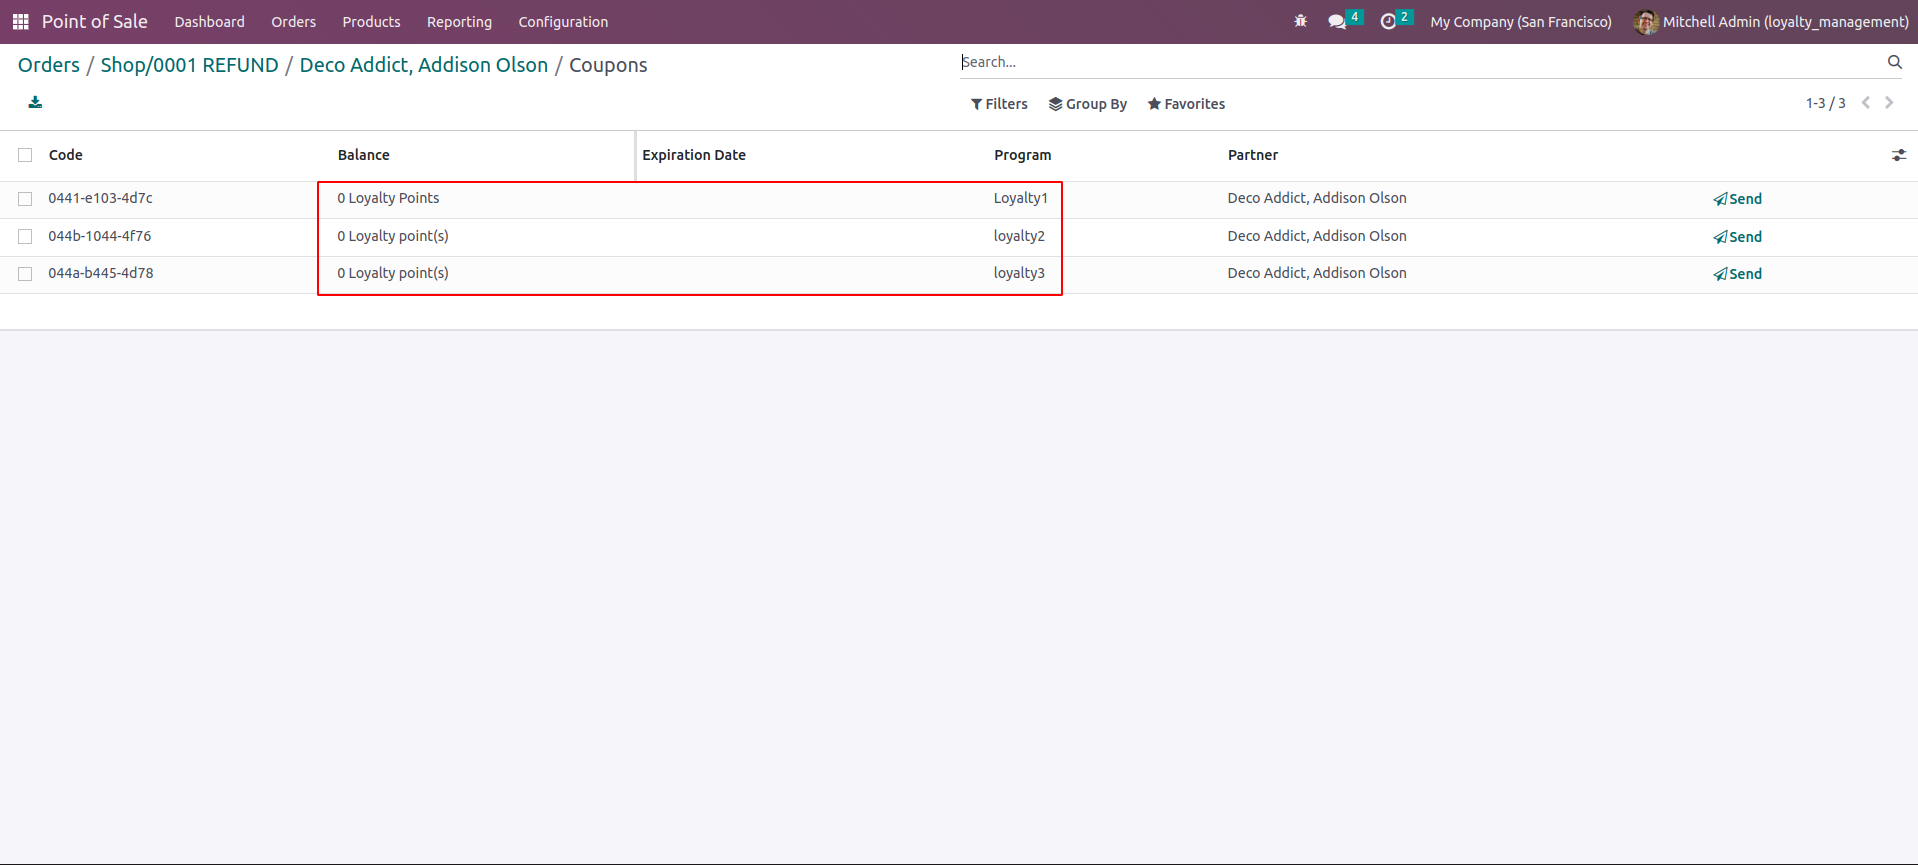 Point of Sale Dashboard Orders Products Reporting Configuration 4 2 My Company (San Francisco) Mitchell Admin (loyalty_management)
Orders / Shop/0001 REFUND / Deco Addict, Addison Olson / Coupons
Search...
Filters Group By Favorites 1-3 / 3
Code Balance Expiration Date Program Partner
0441-e103-4d7c 0 Loyalty Points Loyalty1 Deco Addict, Addison Olson Send
044b-1044-4f76 0 Loyalty point(s) loyalty2 Deco Addict, Addison Olson Send
044a-b445-4d78 0 Loyalty point(s) loyalty3 Deco Addict, Addison Olson Send